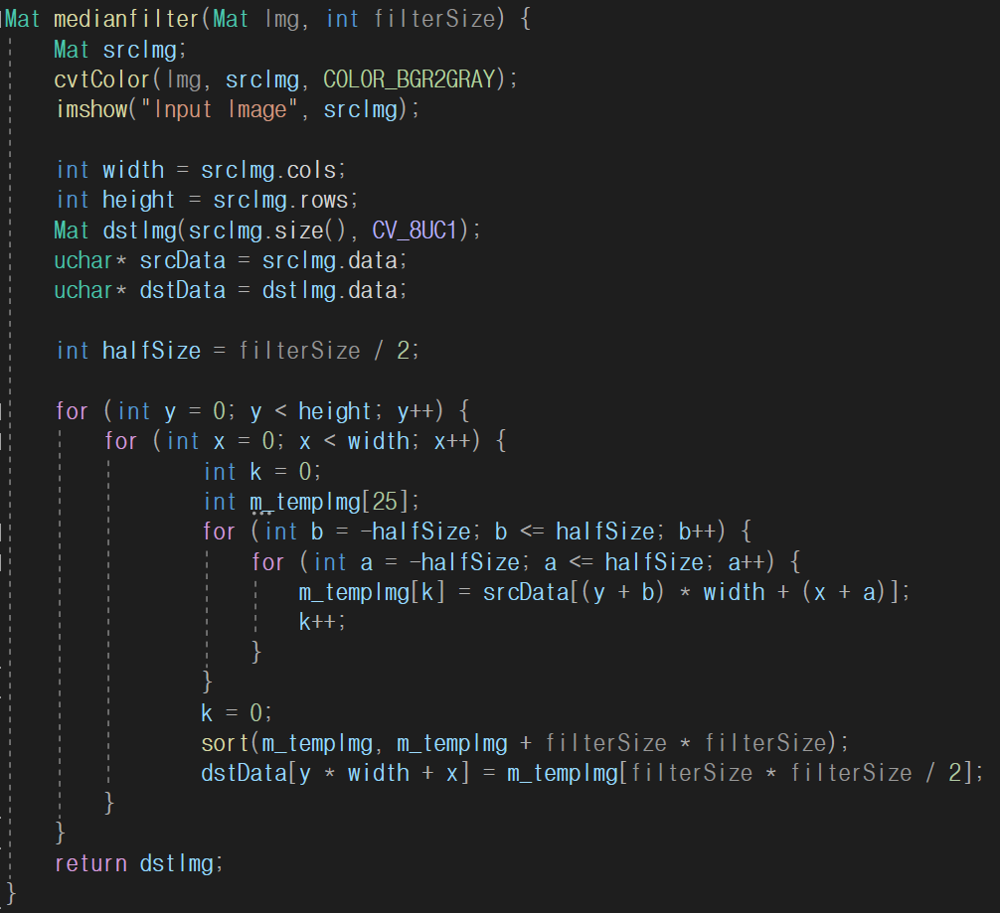 Mat medianfilter(Mat Img, int filterSize) {
    Mat srcImg;
    cvtColor(Img, srcImg, COLOR_BGR2GRAY);
    imshow("Input Image", srcImg);

    int width = srcImg.cols;
    int height = srcImg.rows;
    Mat dstImg(srcImg.size(), CV_8UC1);
    uchar* srcData = srcImg.data;
    uchar* dstData = dstImg.data;

    int halfSize = filterSize / 2;

    for (int y = 0; y < height; y++) {
        for (int x = 0; x < width; x++) {
                int k = 0;
                int m_tempImg[25];
                for (int b = -halfSize; b <= halfSize; b++) {
                    for (int a = -halfSize; a <= halfSize; a++) {
                        m_tempImg[k] = srcData[(y + b) * width + (x + a)];
                        k++;
                    }
                }
                k = 0;
                sort(m_tempImg, m_tempImg + filterSize * filterSize);
                dstData[y * width + x] = m_tempImg[filterSize * filterSize / 2];
        }
    }
    return dstImg;
}